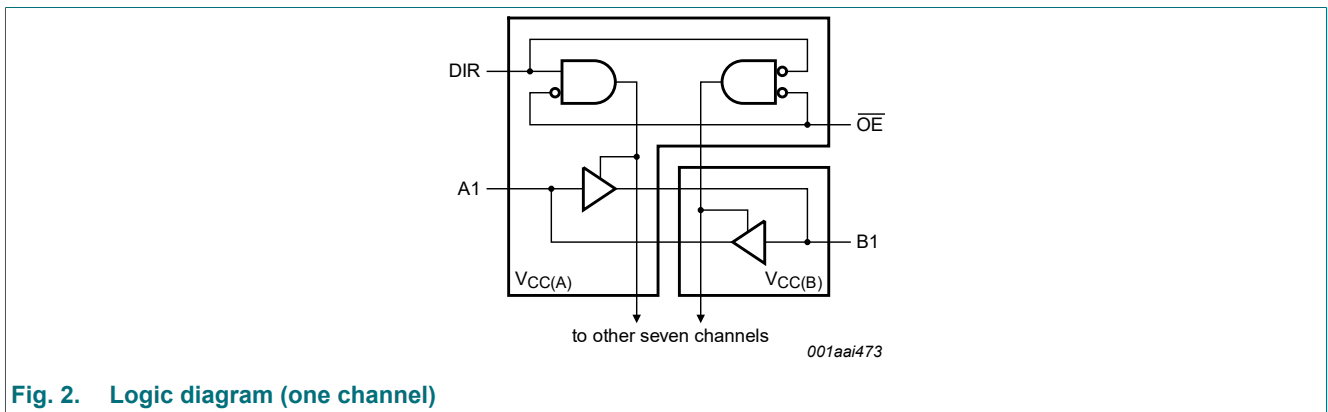 DIR
OE
A1
B1
VCC(A)
VCC(B)
to other seven channels
001aai473
Fig. 2. Logic diagram (one channel)